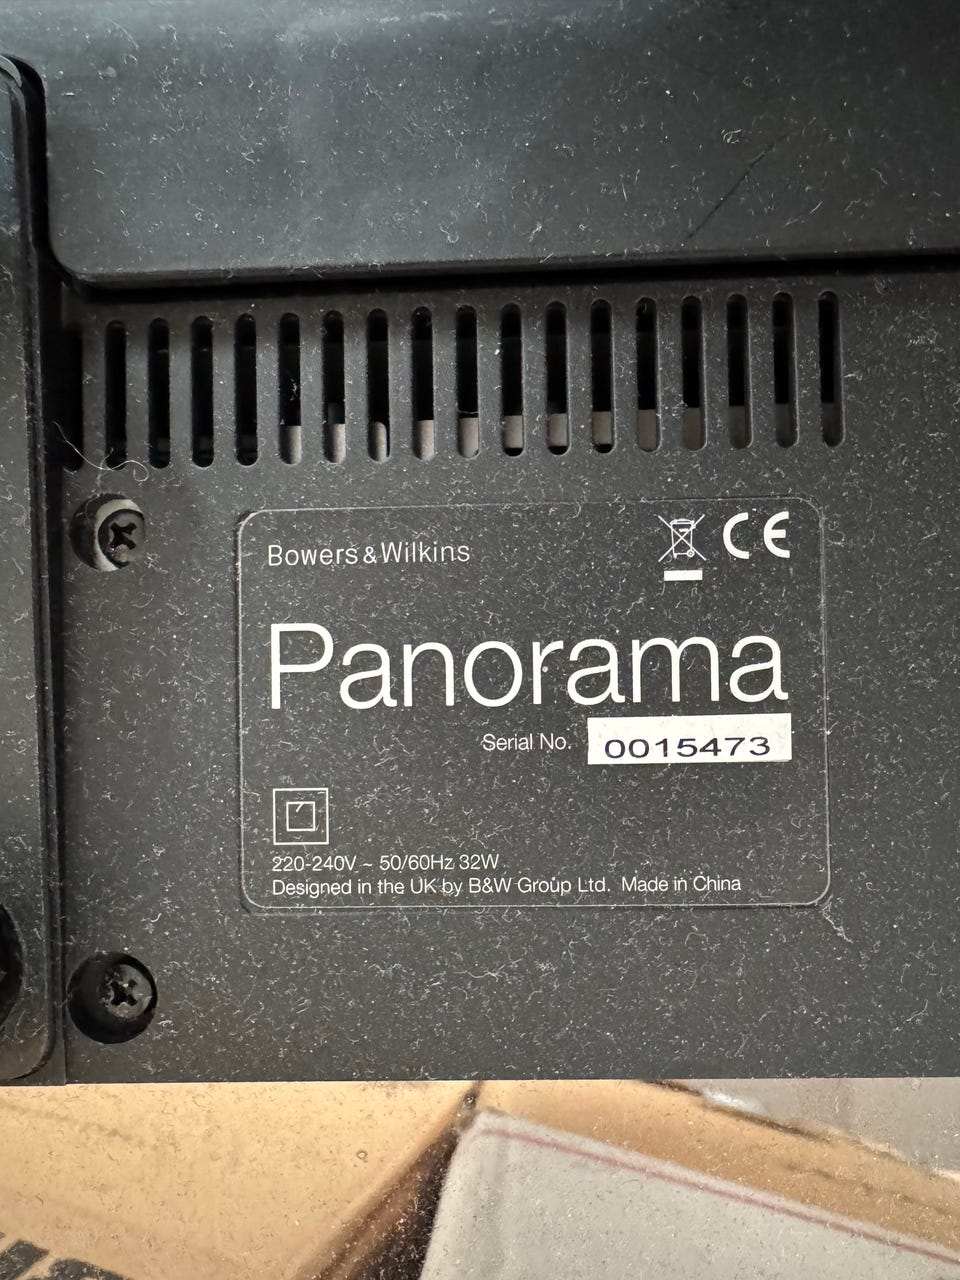 Bowers & Wilkins
CE
Panorama
Serial No. 0015473
220-240V ~ 50/60Hz 32W
Designed in the UK by B&W Group Ltd. Made in China